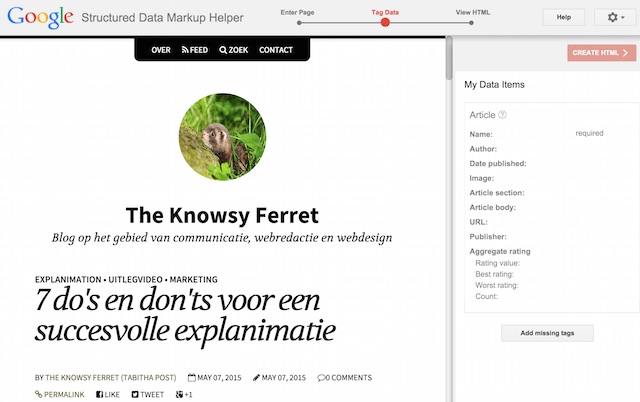 Google Structured Data Markup Helper
Enter Page
Tag Data
View HTML
Help
OVER FEED ZOEK CONTACT
CREATE HTML
The Knowsy Ferret
Blog op het gebied van communicatie, webredactie en webdesign
EXPLANIMATION • UITLEGVIDEO • MARKETING
7 do's en don'ts voor een
succesvolle explanimatie
BY THE KNOWSY FERRET (TABITHA POST) MAY 07, 2015 MAY 07, 2015 0 COMMENTS
PERMALINK LIKE TWEET +1
My Data Items
Article ?
Name: required
Author:
Date published:
Image:
Article section:
Article body:
URL:
Publisher:
Aggregate rating
Rating value:
Best rating:
Worst rating:
Count:
Add missing tags